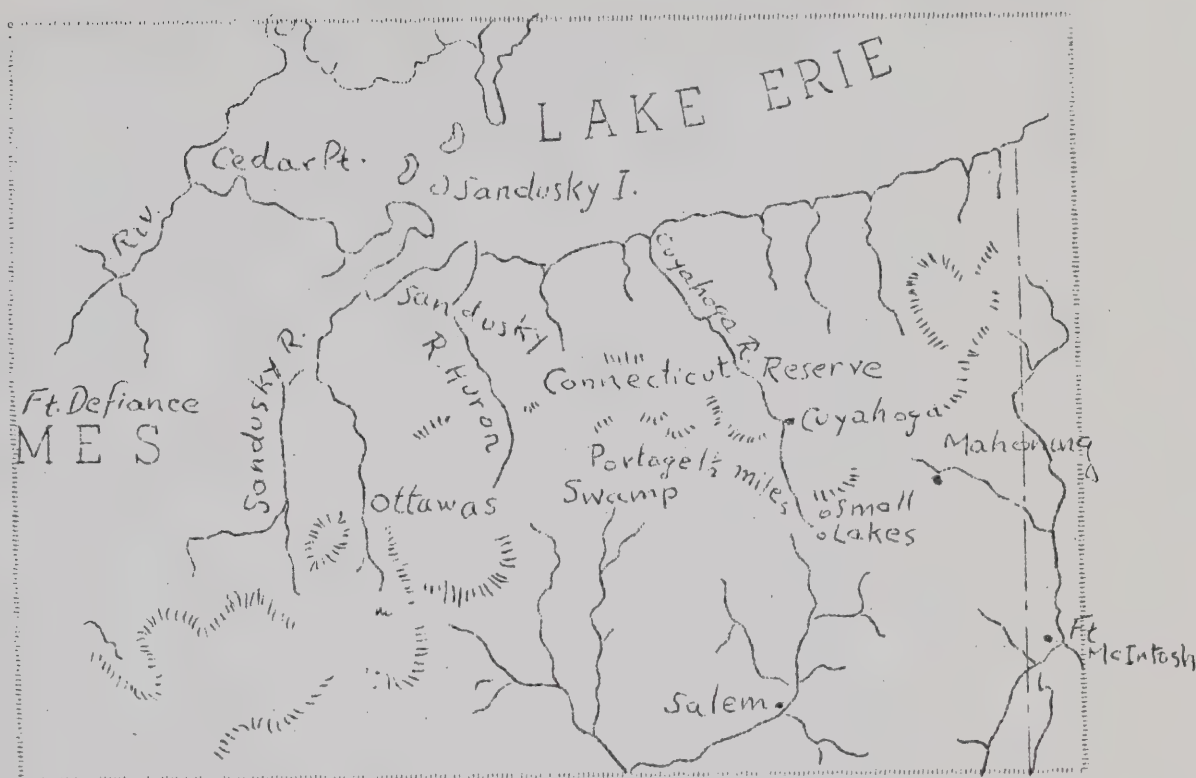 LAKE ERIE
Cedar Pt.
Sandusky I.
Riv.
Cuyahoga R.
Sandusky
Sandusky R.
R. Huron
Connecticut Reserve
Ft. Defiance
MES
Cuyahoga
Mahoning
Portage 1½ miles
Swamp
Ottawas
Small
Lakes
Ft.
McIntosh
Salem